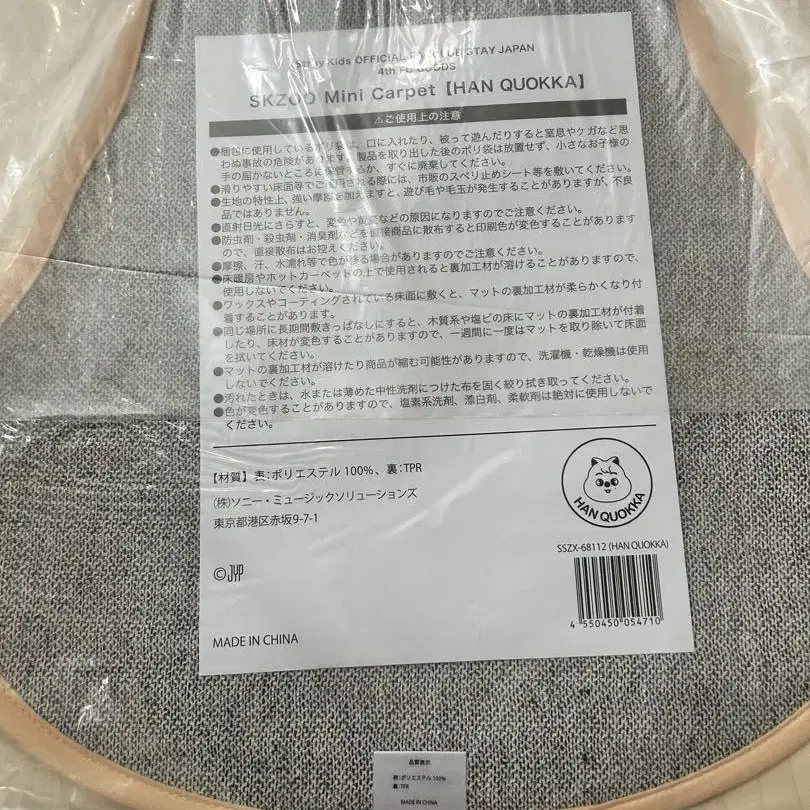 Stray Kids OFFICIAL FANCLUB STAY JAPAN
4th FC GOODS
SKZOO Mini Carpet【HAN QUOKKA】
⚠ご使用上の注意
●梱包に使用しているポリ袋は、口に入れたり、被って遊んだりすると窒息やケガなど思
わぬ事故の危険があります。製品を取り出した後のポリ袋は放置せず、小さなお子様の
手の届かないところに保管するか、すぐに廃棄してください。
●滑りやすい床面等でご使用される際には、市販のスベリ止めシート等を敷いてください。
●生地の特性上、強い摩擦を加えますと、遊び毛や毛玉が発生することがありますが、不良
品ではありません。
●直射日光にさらすと、変色や黄変などの原因になりますのでご注意ください。
●防虫剤・殺虫剤・消臭剤などを直接商品に散布すると印刷色が変色することがあります
ので、直接散布はお控えください。
●摩擦、汗、水濡れ等で色が移る場合がありますのでご注意ください。
●床暖房やホットカーペットの上で使用されると裏加工材が溶けることがありますので、
使用しないでください。
●ワックスやコーティングされている床面に敷くと、マットの裏加工材が柔らかくなり付
着することがあります。
●同じ場所に長期間敷きっぱなしにすると、木質系や塩ビの床にマットの裏加工材が付着
したり、床材が変色することがありますので、一週間に一度はマットを取り除いて床面
を拭いてください。
●マットの裏加工材が溶けたり商品が縮む可能性がありますので、洗濯機・乾燥機は使用
しないでください。
●汚れたときは、水または薄めた中性洗剤につけた布を固く絞り拭き取ってください。
●色が変色することがありますので、塩素系洗剤、漂白剤、柔軟剤は絶対に使用しないで
ください。
【材質】表:ポリエステル 100%、裏:TPR
(株)ソニー・ミュージックソリューションズ
東京都港区赤坂9-7-1
HAN QUOKKA
SSZX-68112 (HAN QUOKKA)
4 550450 054710
©JYP
MADE IN CHINA
品質表示
表:ポリエステル 100%
裏:TPR
MADE IN CHINA